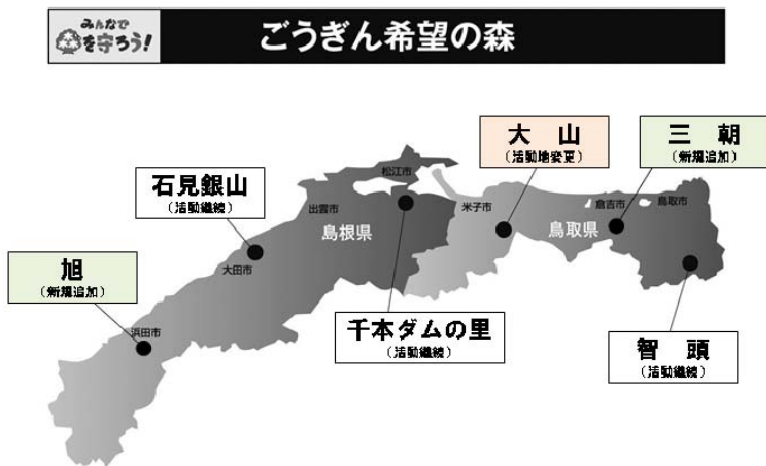 みんなで
を守ろう!
ごうぎん希望の森
大 山
(活動地変更)
三 朝
(新規追加)
石見銀山
(活動継続)
松江市
出雲市
米子市
倉吉市
鳥取市
島根県
鳥取県
大田市
旭
(新規追加)
浜田市
千本ダムの里
(活動継続)
智 頭
(活動継続)